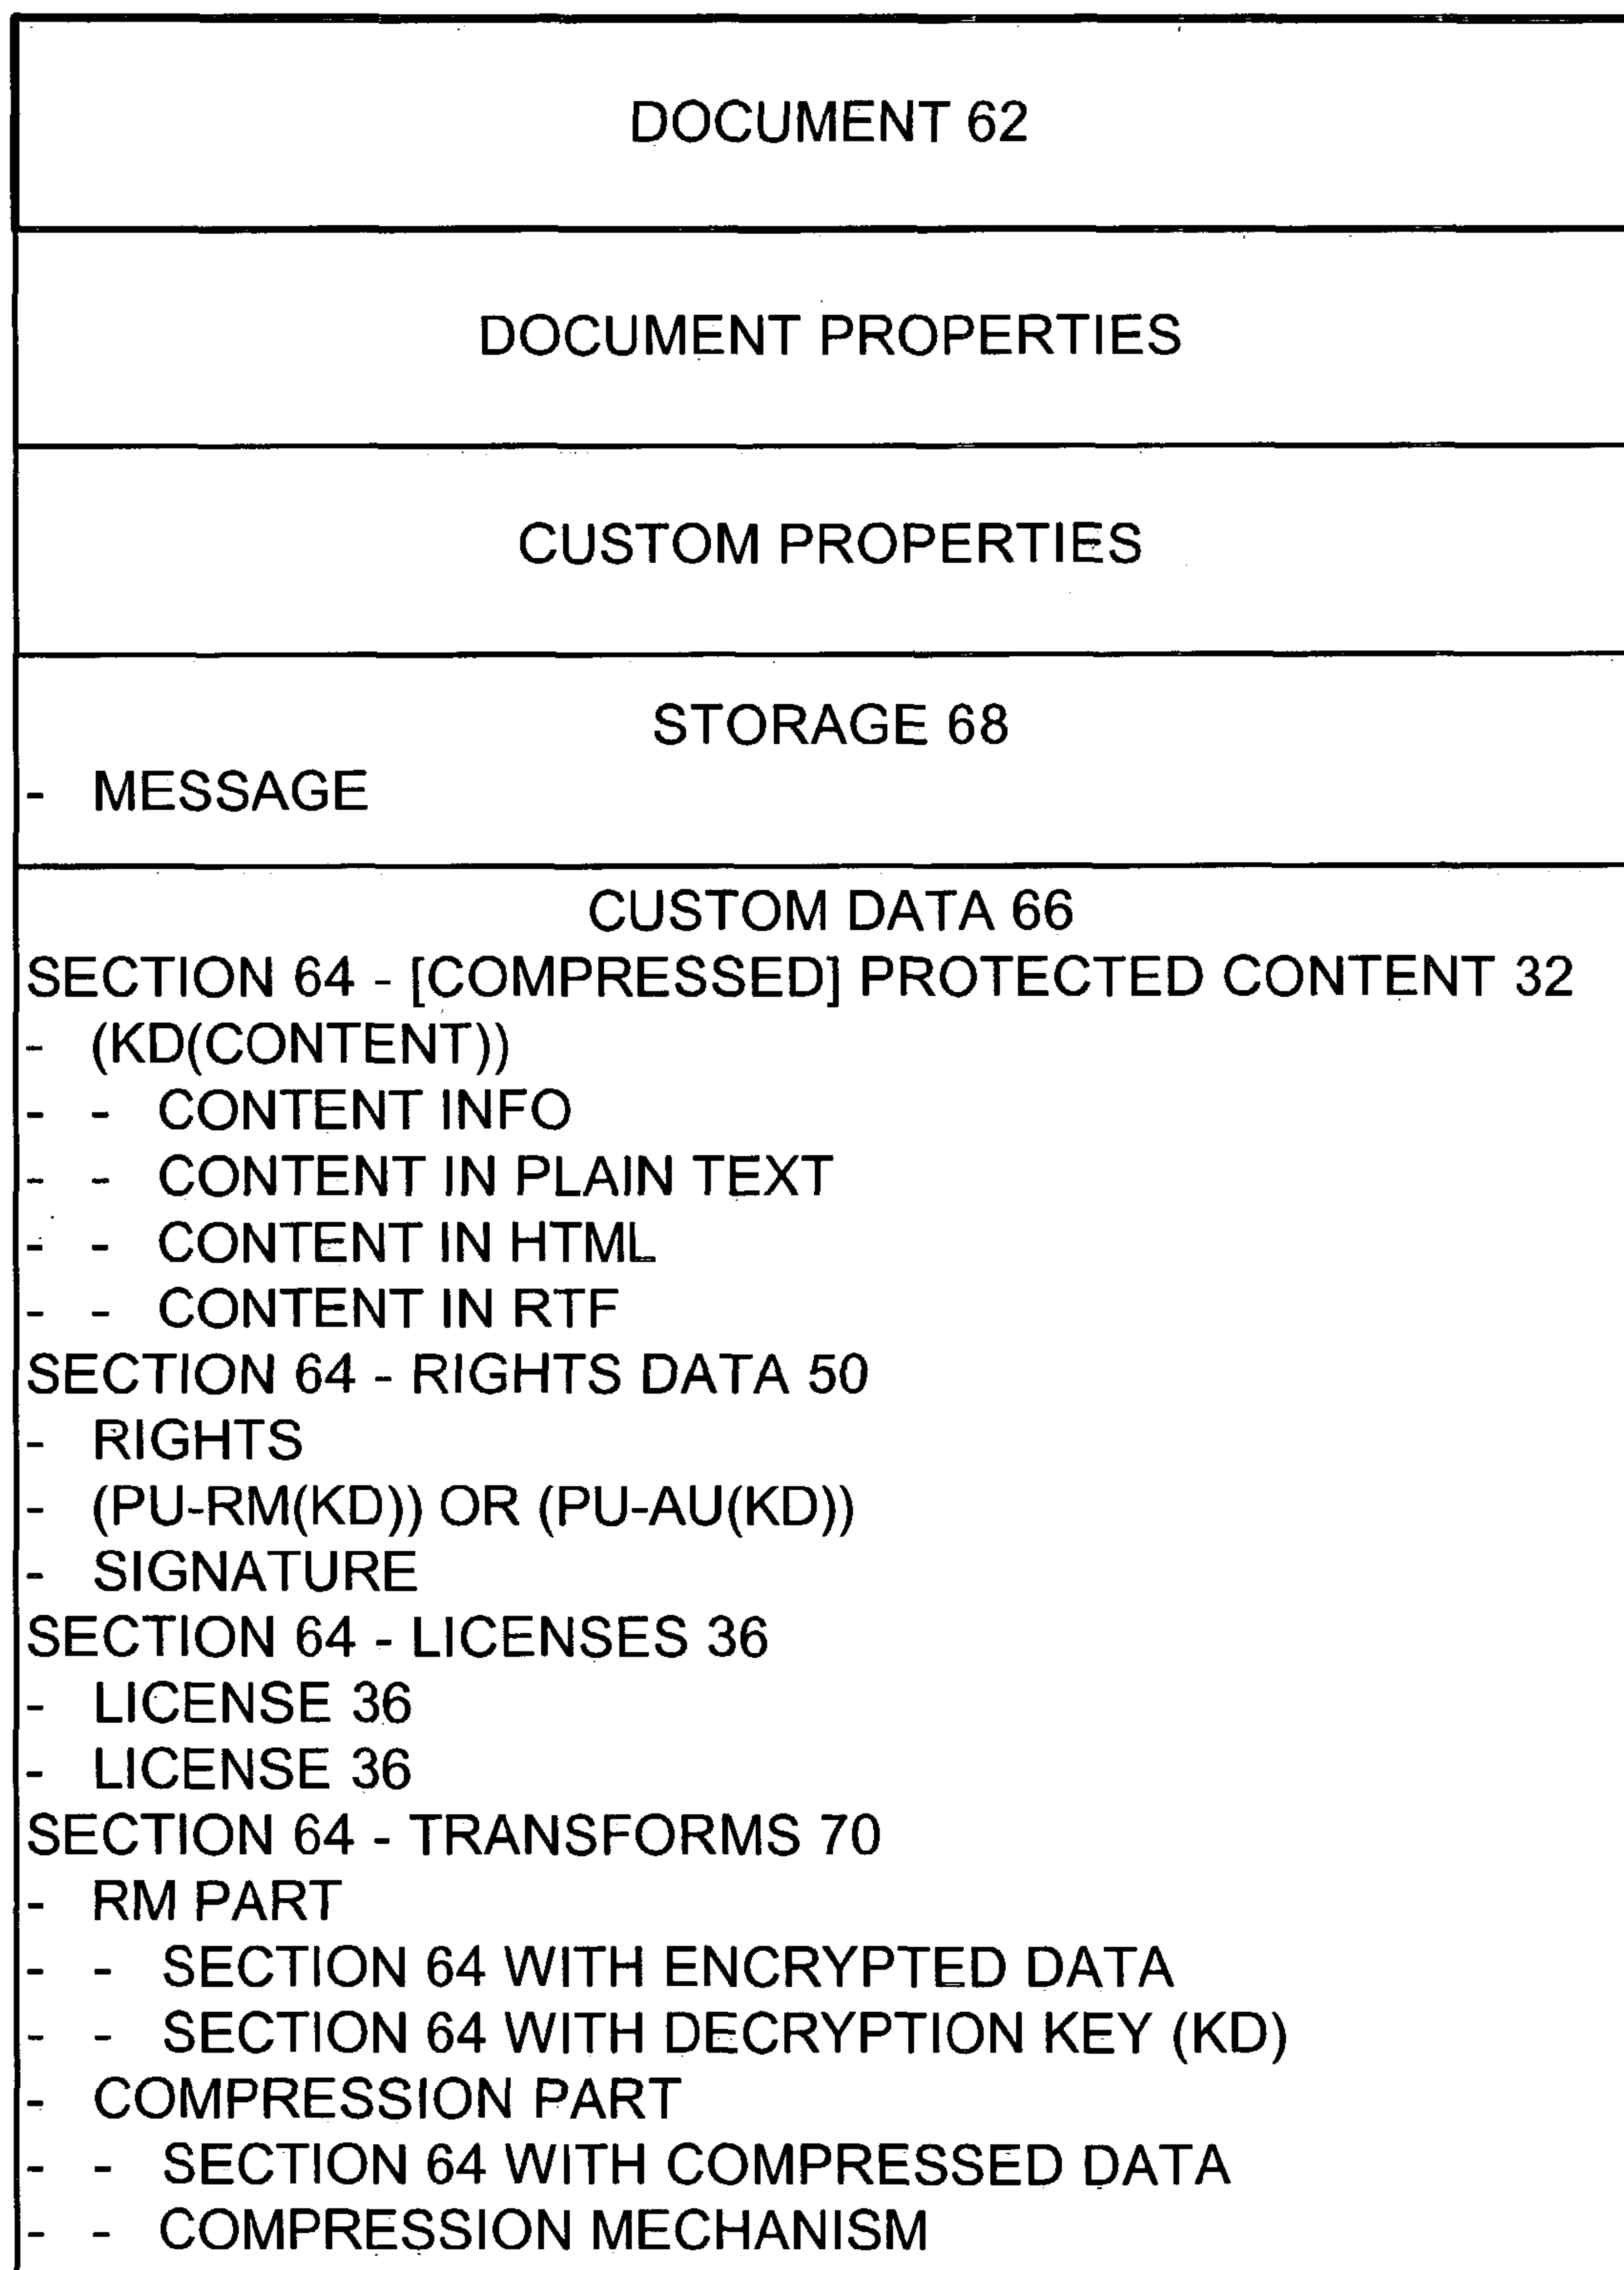 DOCUMENT 62
DOCUMENT PROPERTIES
CUSTOM PROPERTIES
STORAGE 68
- MESSAGE
CUSTOM DATA 66
SECTION 64 - [COMPRESSED] PROTECTED CONTENT 32
- (KD(CONTENT))
- - CONTENT INFO
- - CONTENT IN PLAIN TEXT
- - CONTENT IN HTML
- - CONTENT IN RTF
SECTION 64 - RIGHTS DATA 50
- RIGHTS
- (PU-RM(KD)) OR (PU-AU(KD))
- SIGNATURE
SECTION 64 - LICENSES 36
- LICENSE 36
- LICENSE 36
SECTION 64 - TRANSFORMS 70
- RM PART
- - SECTION 64 WITH ENCRYPTED DATA
- - SECTION 64 WITH DECRYPTION KEY (KD)
- COMPRESSION PART
- - SECTION 64 WITH COMPRESSED DATA
- - COMPRESSION MECHANISM